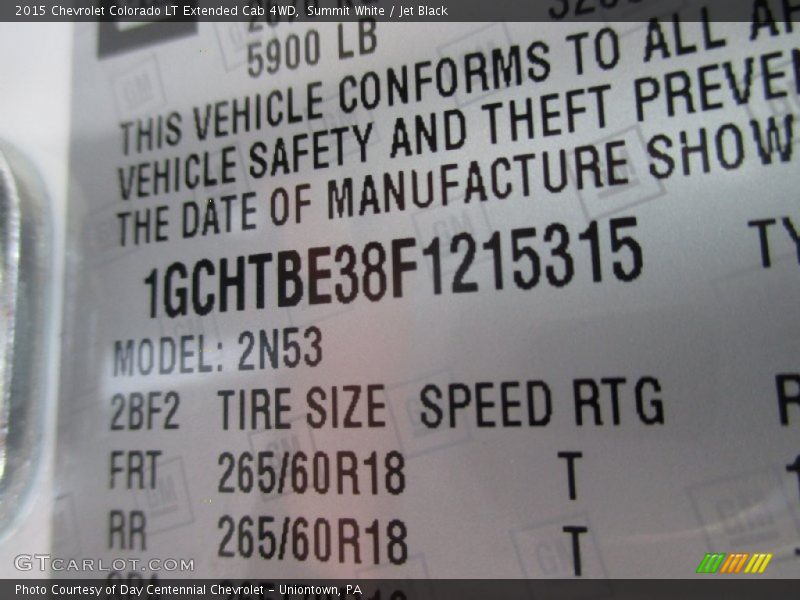 2015 Chevrolet Colorado LT Extended Cab 4WD, Summit White / Jet Black
5900 LB
THIS VEHICLE CONFORMS TO ALL
VEHICLE SAFETY AND THEFT PREVE
THE DATE OF MANUFACTURE SHOW
1GCHTBE38F1215315 TY
MODEL: 2N53
2BF2 TIRE SIZE SPEED RTG R
FRT 265/60R18 T
RR 265/60R18 T
GTCARLOT.COM
Photo Courtesy of Day Centennial Chevrolet - Uniontown, PA